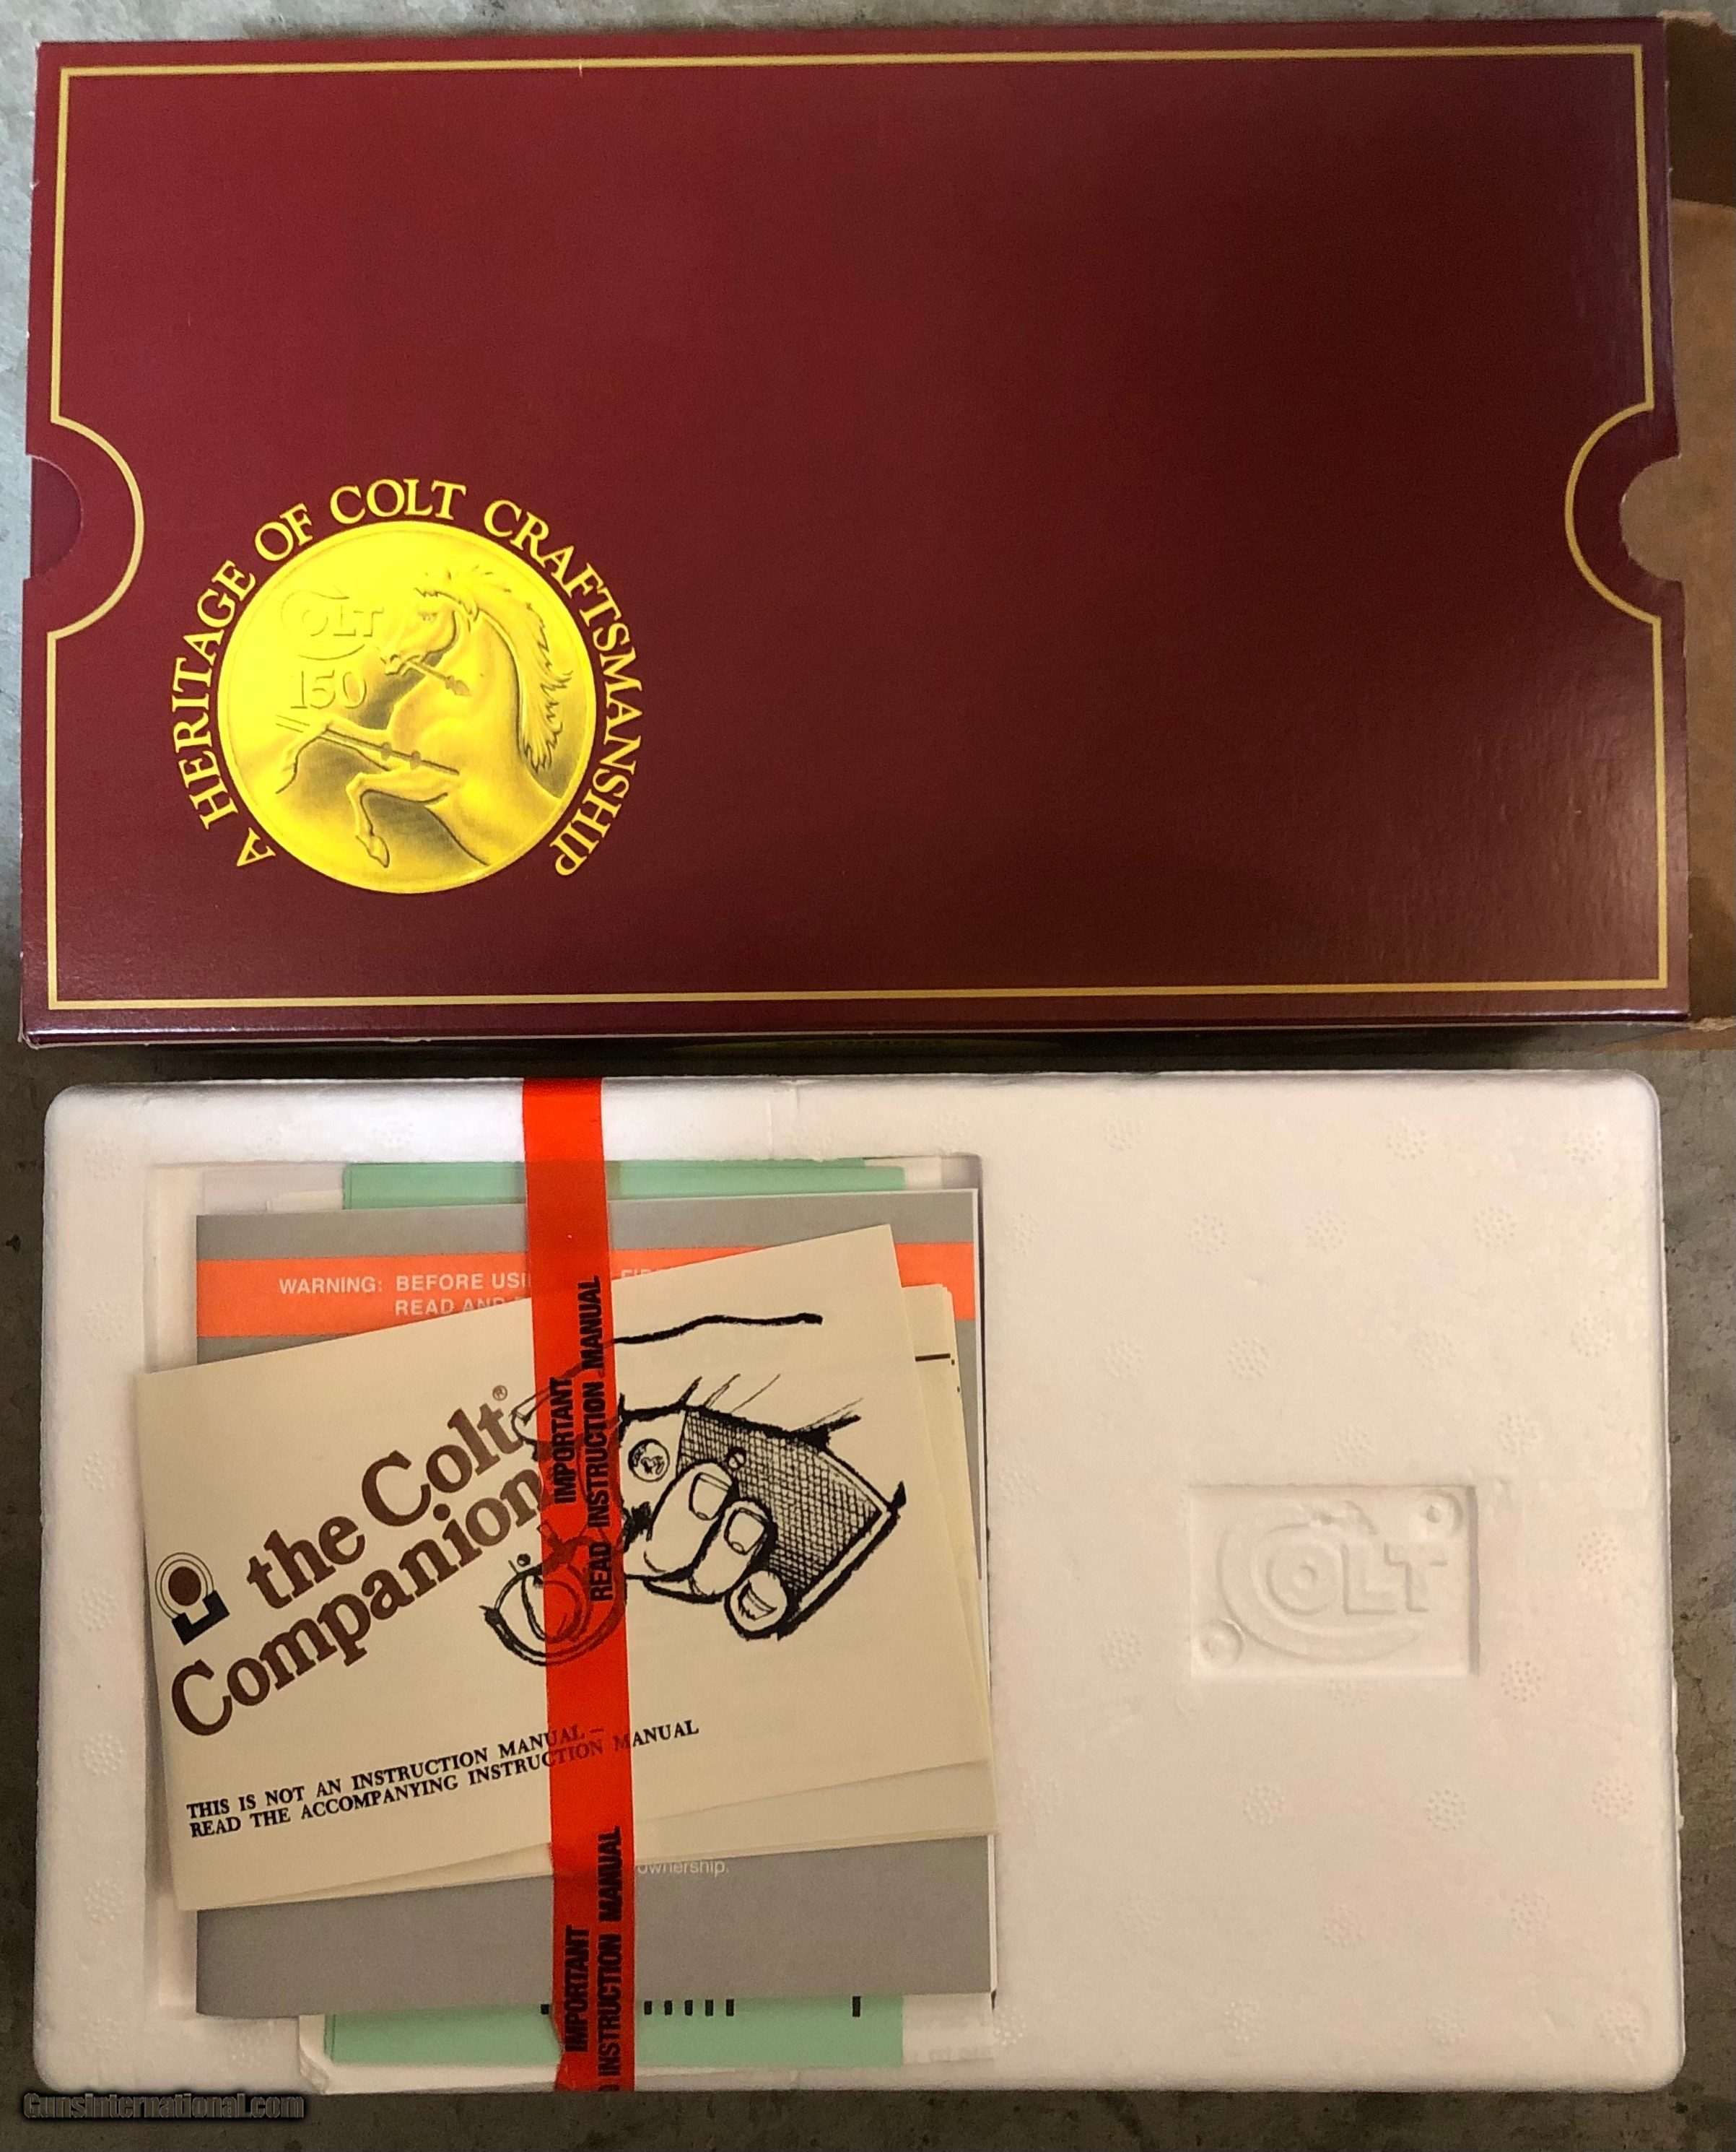 A HERITAGE OF COLT CRAFTSMANSHIP
COLT
150
WARNING: BEFORE
READ AND
the Colt®
Companion
THIS IS NOT AN INSTRUCTION MANUAL –
READ THE ACCOMPANYING INSTRUCTION MANUAL
IMPORTANT
READ INSTRUCTION MANUAL
ownership.
IMPORTANT
INSTRUCTION MANUAL
COLT
GunsInternational.com